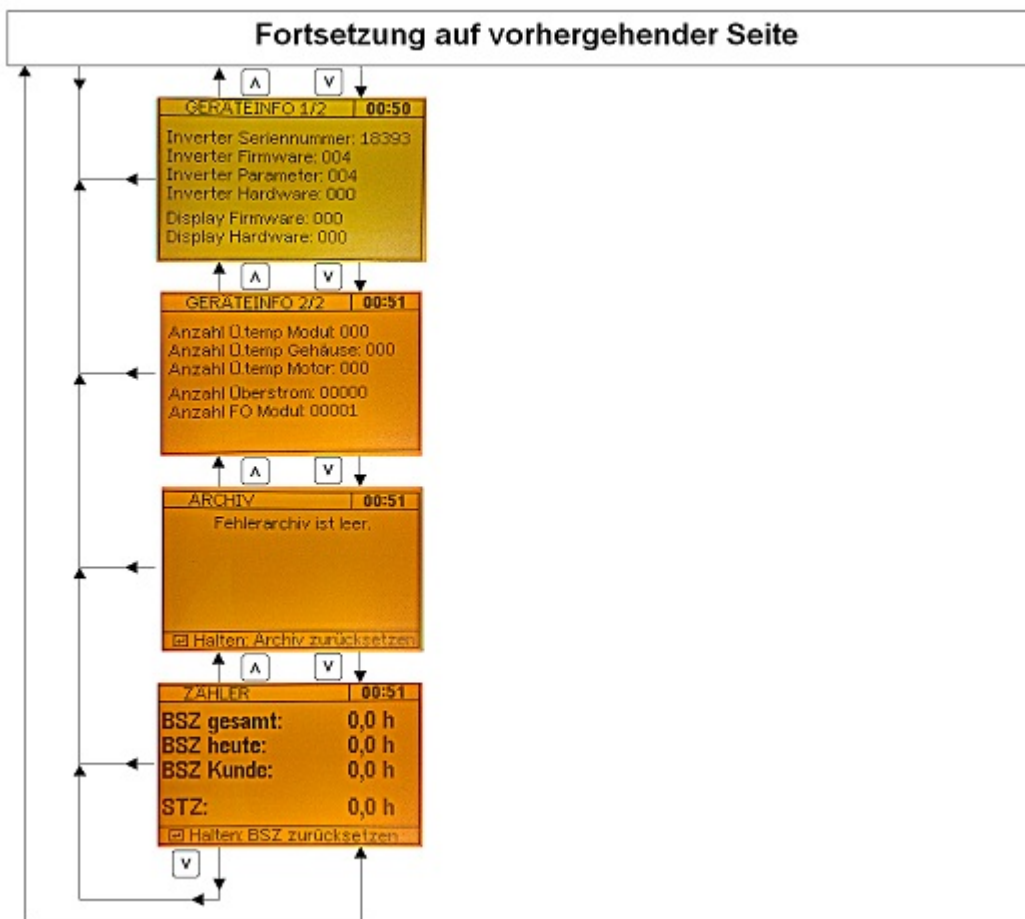 Fortsetzung auf vorhergehender Seite
ʌ v
GERÄTEINFO 1/2 00:50
Inverter Seriennummer: 18393
Inverter Firmware: 004
Inverter Parameter: 004
Inverter Hardware: 000
Display Firmware: 000
Display Hardware: 000
ʌ v
GERÄTEINFO 2/2 00:51
Anzahl Ü.temp Modul: 000
Anzahl Ü.temp Gehäuse: 000
Anzahl Ü.temp Motor: 000
Anzahl Überstrom: 00000
Anzahl FO Modul: 00001
ʌ v
ARCHIV 00:51
Fehlerarchiv ist leer.
Halten: Archiv zurücksetzen
ʌ v
ZÄHLER 00:51
BSZ gesamt: 0,0 h
BSZ heute: 0,0 h
BSZ Kunde: 0,0 h
STZ: 0,0 h
Halten: BSZ zurücksetzen
v